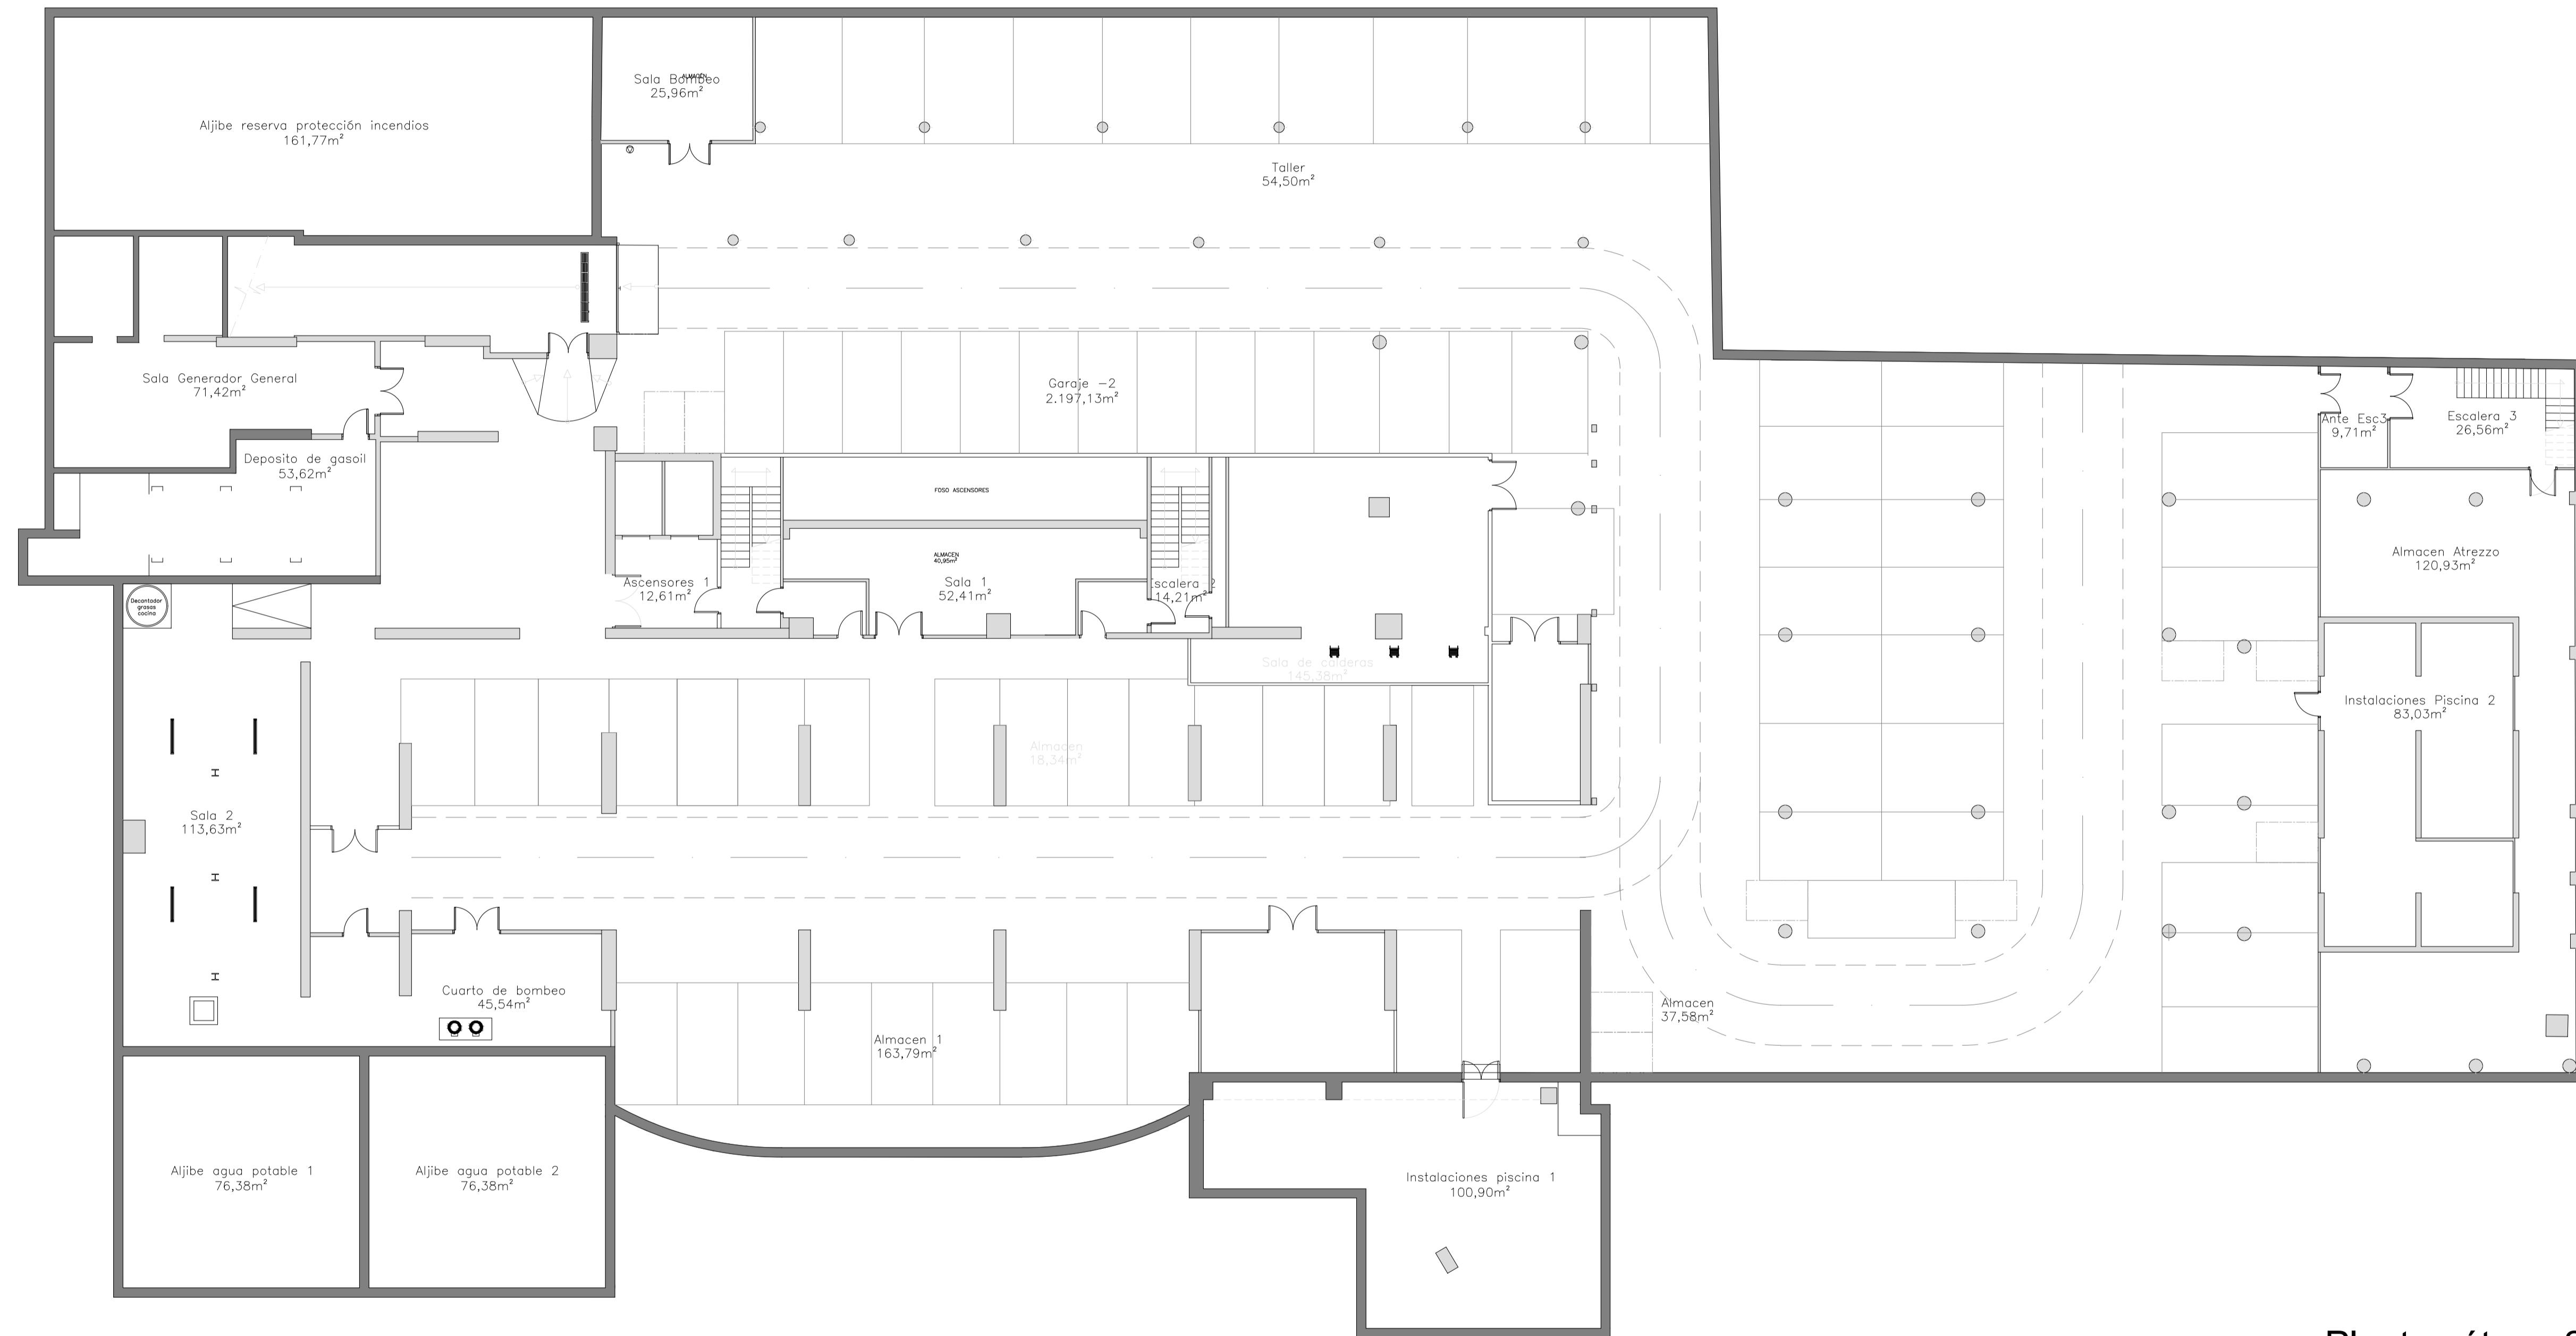 Sala Bombeo
25,96m²
ALMACÉN
Aljibe reserva protección incendios
161,77m²
Taller
54,50m²
Sala Generador General
71,42m²
Garaje -2
2.197,13m²
Ante Esc3
9,71m²
Escalera 3
26,56m²
Deposito de gasoil
53,62m²
FOSO ASCENSORES
ALMACEN
40,95m²
Almacen Atrezzo
120,93m²
Ascensores 1
12,61m²
Sala 1
52,41m²
Escalera 2
14,21m²
Decantador
grasas
cocina
Sala de calderas
145,38m²
Instalaciones Piscina 2
83,03m²
Almacen
18,34m²
Sala 2
113,63m²
Cuarto de bombeo
45,54m²
Almacen
37,58m²
Almacen 1
163,79m²
Aljibe agua potable 1
76,38m²
Aljibe agua potable 2
76,38m²
Instalaciones piscina 1
100,90m²